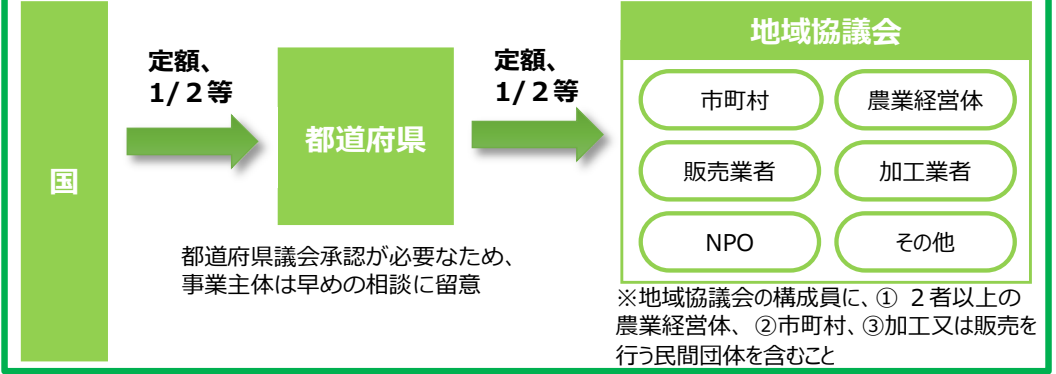 国
定額、
1/２等
都道府県
都道府県議会承認が必要なため、
事業主体は早めの相談に留意
定額、
1/２等
地域協議会
市町村
農業経営体
販売業者
加工業者
NPO
その他
※地域協議会の構成員に、① ２者以上の
農業経営体、②市町村、③加工又は販売を
行う民間団体を含むこと